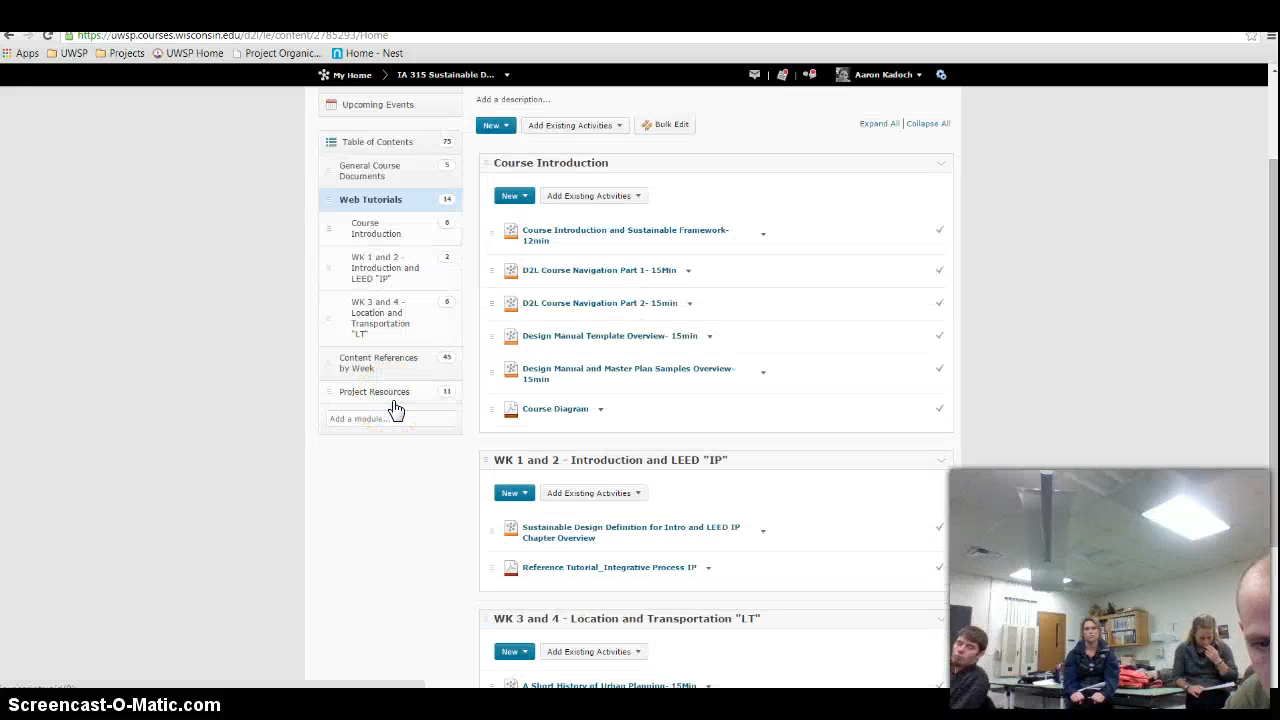 https://uwsp.courses.wisconsin.edu/d2l/le/content/2785293/Home
Apps UWSP Projects UWSP Home Project Organic... Home - Nest
My Home IA 315 Sustainable D... Aaron Kadoch
Upcoming Events
Table of Contents 75
General Course 5
Documents
Web Tutorials 14
Course 6
Introduction
WK 1 and 2 - 2
Introduction and
LEED "IP"
WK 3 and 4 - 6
Location and
Transportation
"LT"
Content References 45
by Week
Project Resources 11
Add a module...
Add a description...
New Add Existing Activities Bulk Edit Expand All | Collapse All
Course Introduction
New Add Existing Activities
Course Introduction and Sustainable Framework-
12min
D2L Course Navigation Part 1- 15Min
D2L Course Navigation Part 2- 15min
Design Manual Template Overview- 15min
Design Manual and Master Plan Samples Overview-
15min
Course Diagram
WK 1 and 2 - Introduction and LEED "IP"
New Add Existing Activities
Sustainable Design Definition for Intro and LEED IP
Chapter Overview
Reference Tutorial_Integrative Process IP
WK 3 and 4 - Location and Transportation "LT"
New Add Existing Activities
A Short History of Urban Planning- 15Min
Screencast-O-Matic.com